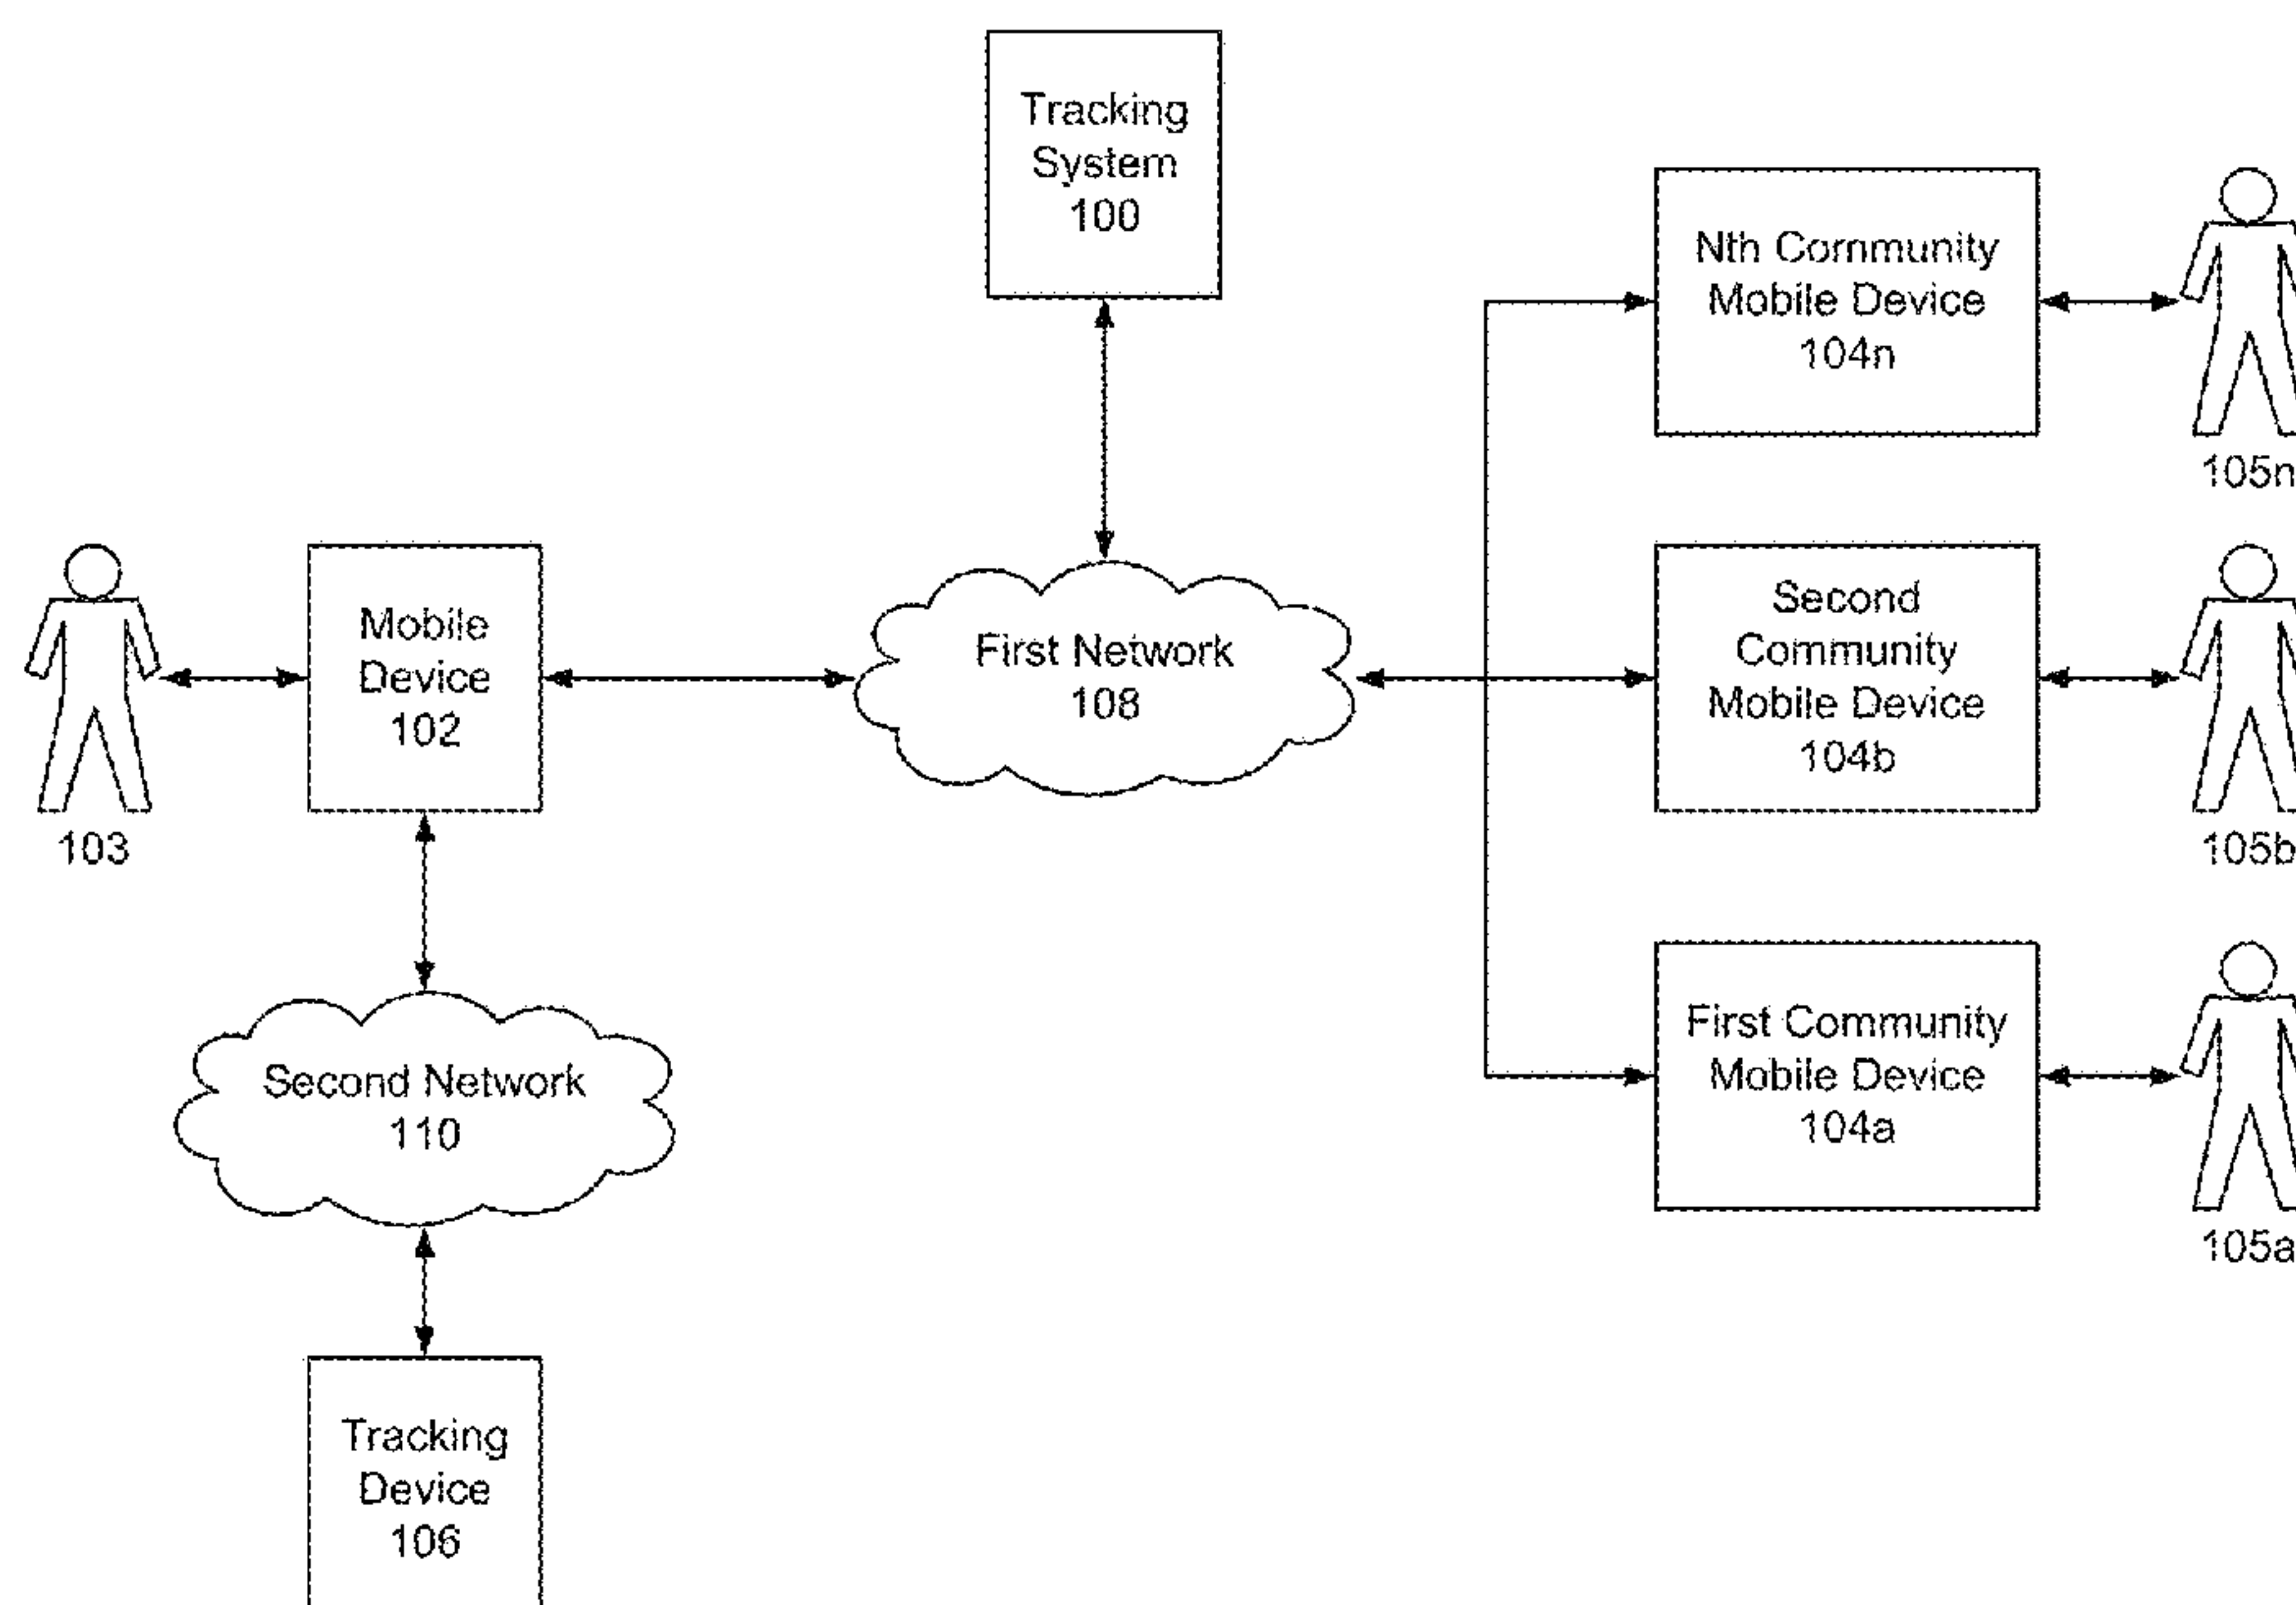 Tracking
System
100
Nth Community
Mobile Device
104n
105n
Mobile
Device
102
103
First Network
108
Second
Community
Mobile Device
104b
105b
Second Network
110
First Community
Mobile Device
104a
105a
Tracking
Device
106